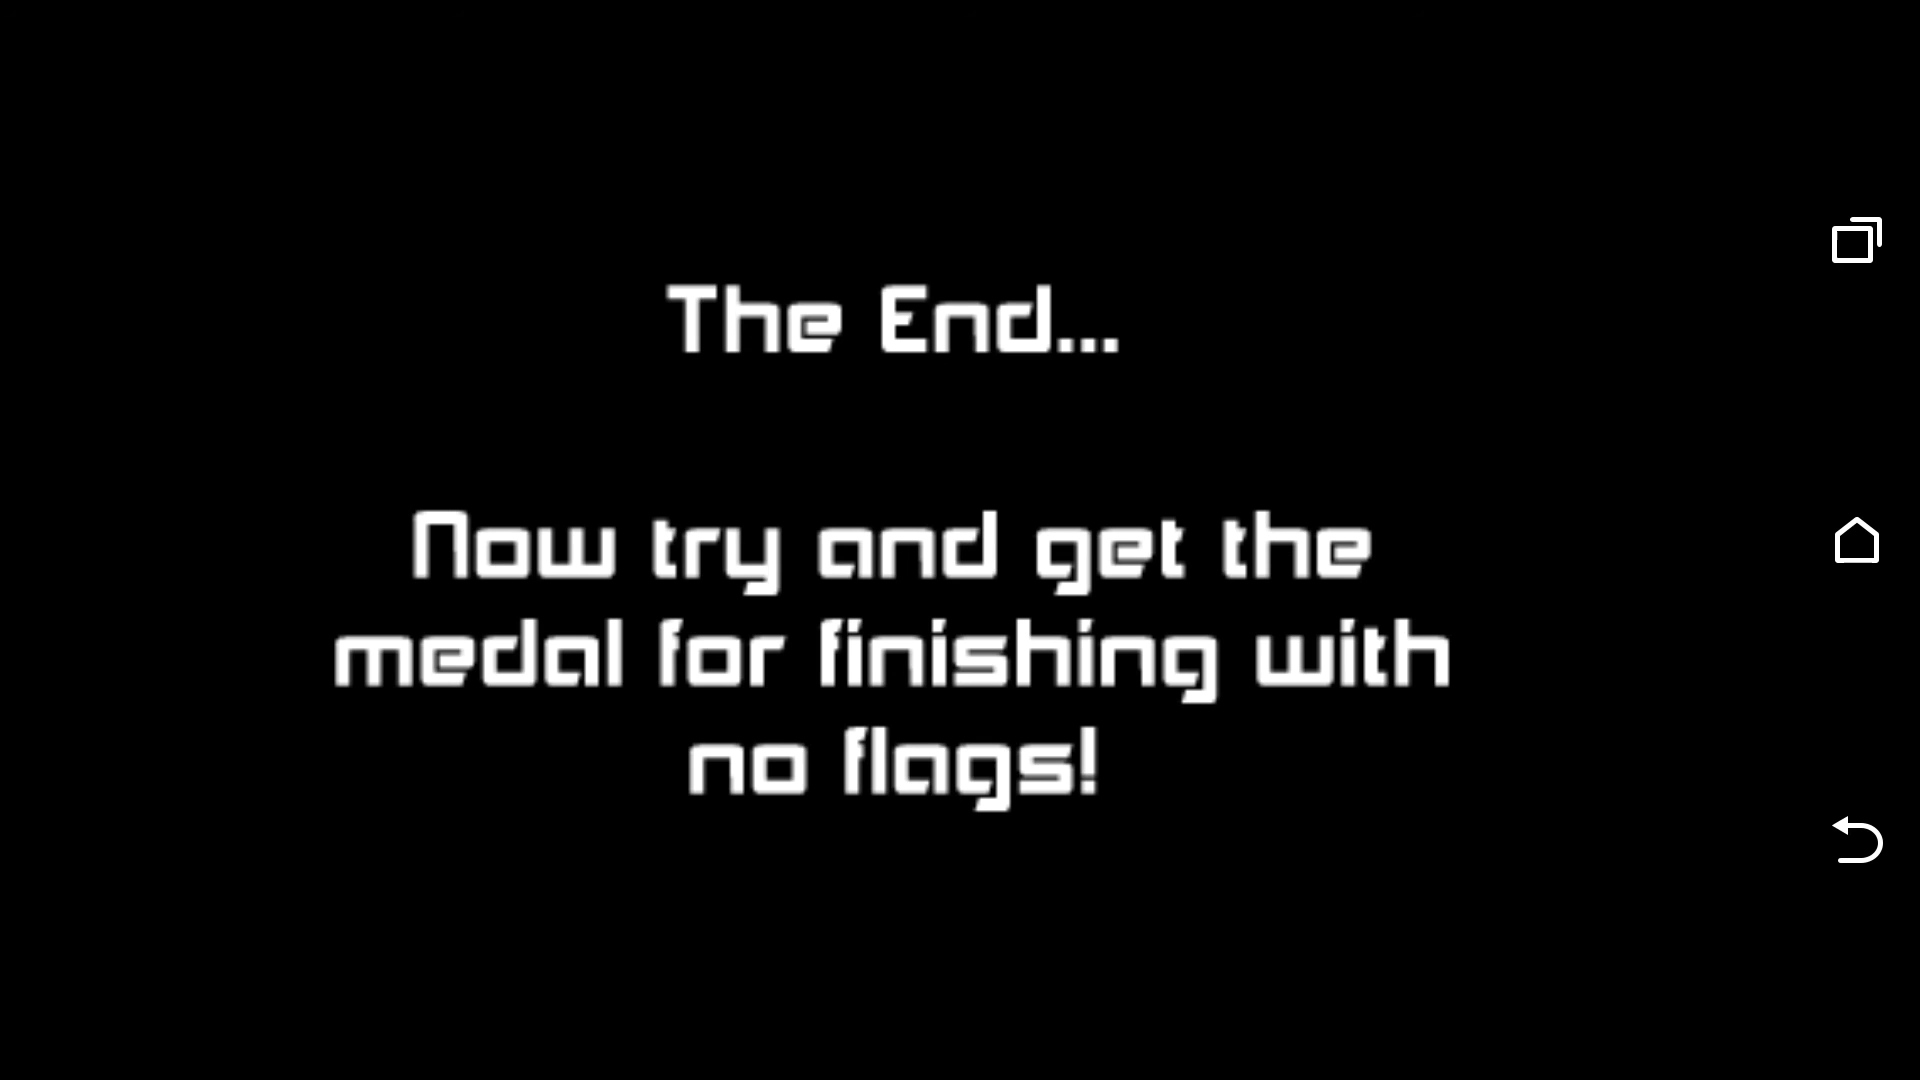 The End...
Now try and get the
medal for finishing with
no flags!